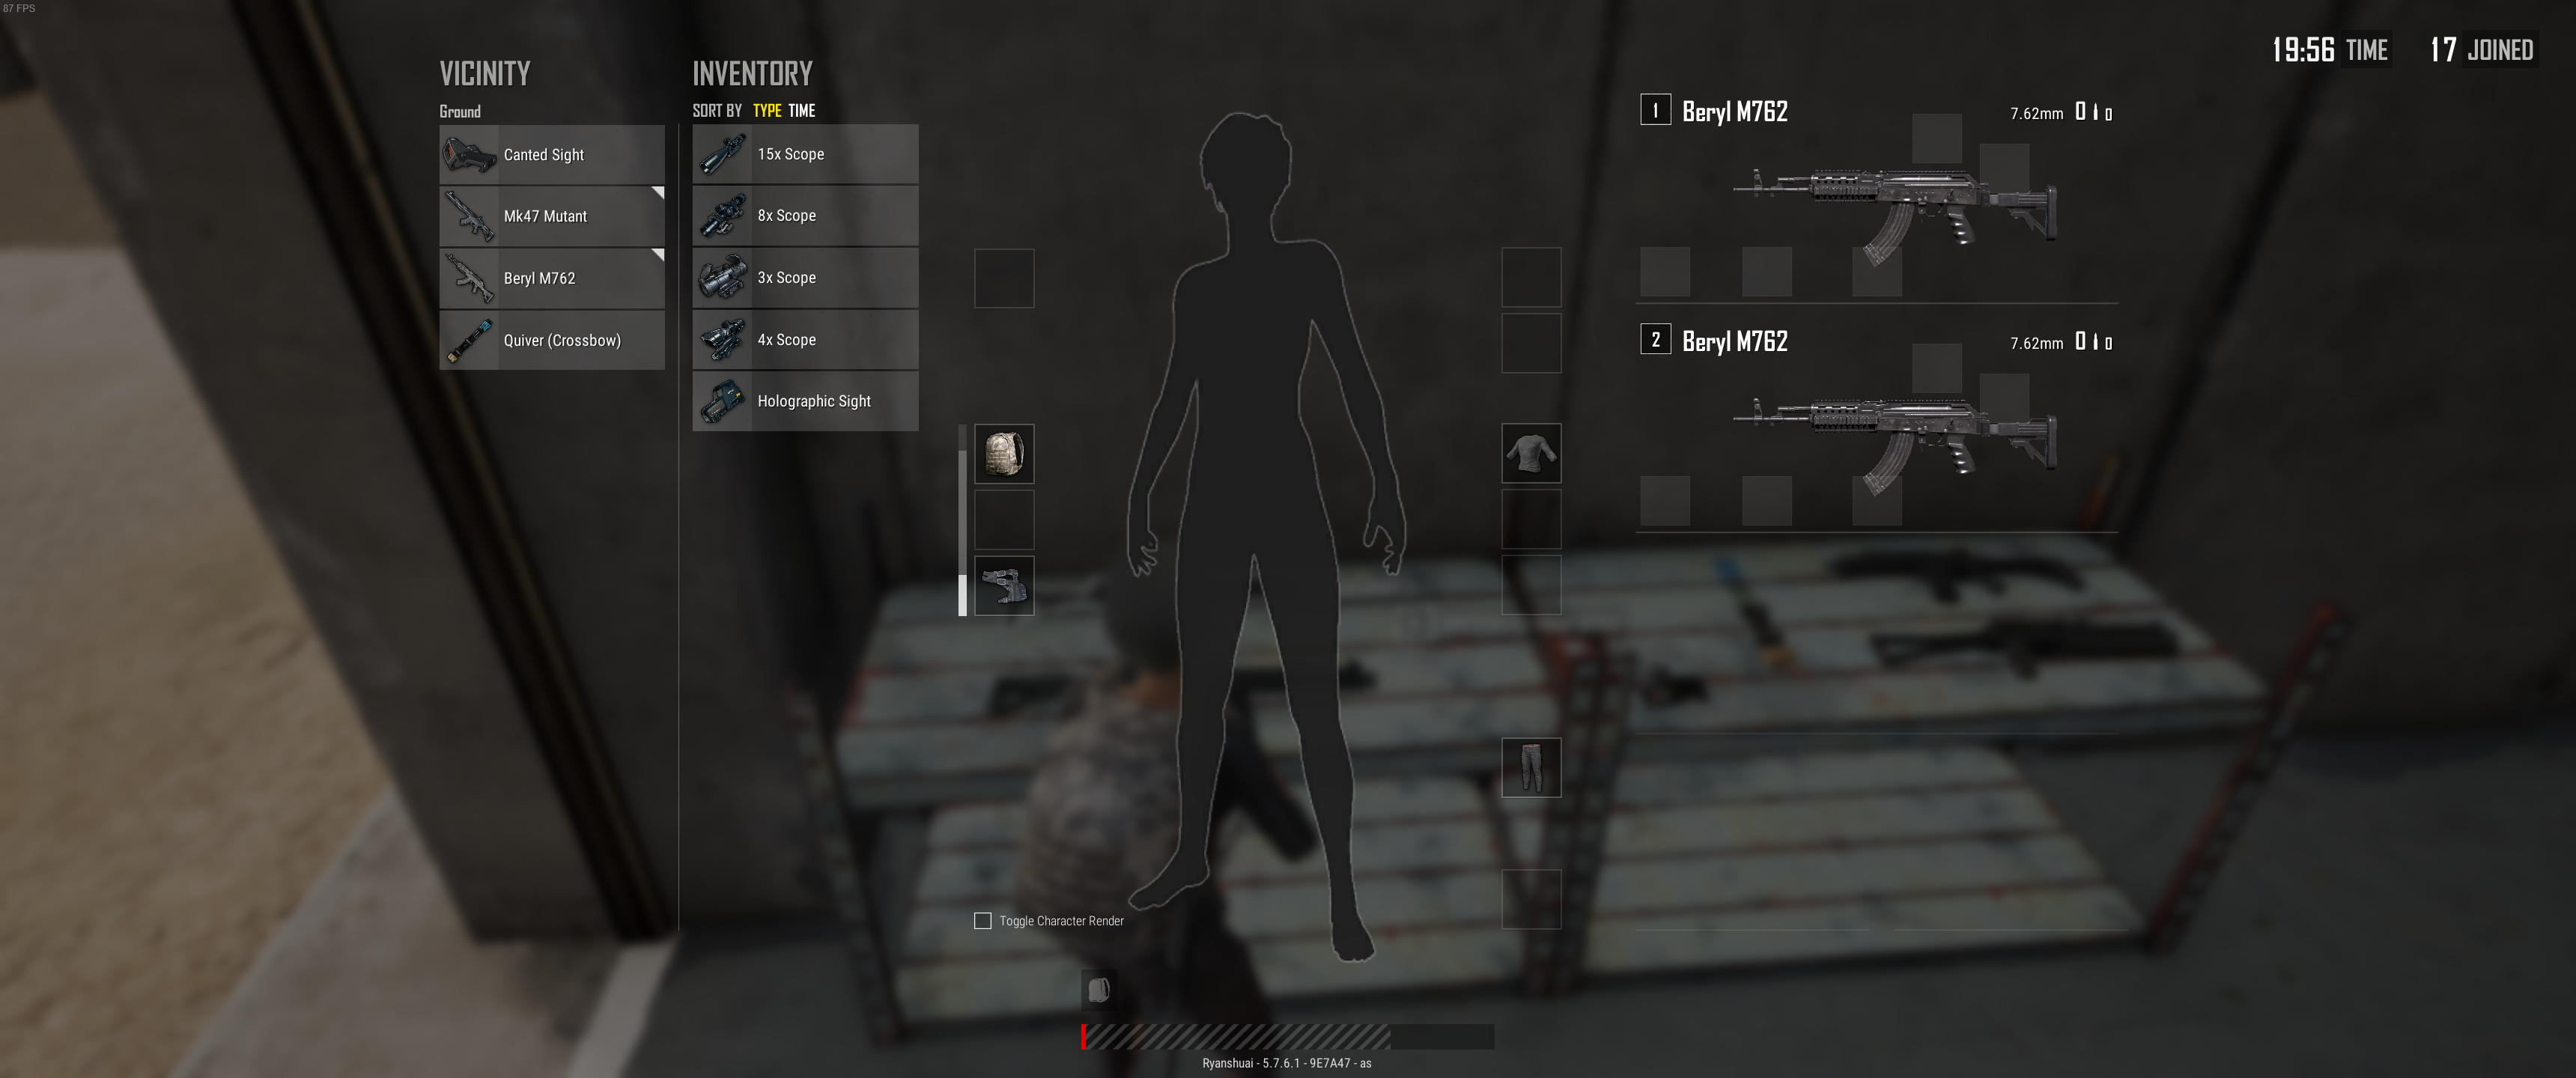 87 FPS
19:56 TIME 17 JOINED
VICINITY
Ground
Canted Sight
Mk47 Mutant
Beryl M762
Quiver (Crossbow)
INVENTORY
SORT BY TYPE TIME
15x Scope
8x Scope
3x Scope
4x Scope
Holographic Sight
1 Beryl M762 7.62mm 0 0
2 Beryl M762 7.62mm 0 0
Toggle Character Render
Ryanshuai - 5.7.6.1 - 9E7A47 - as